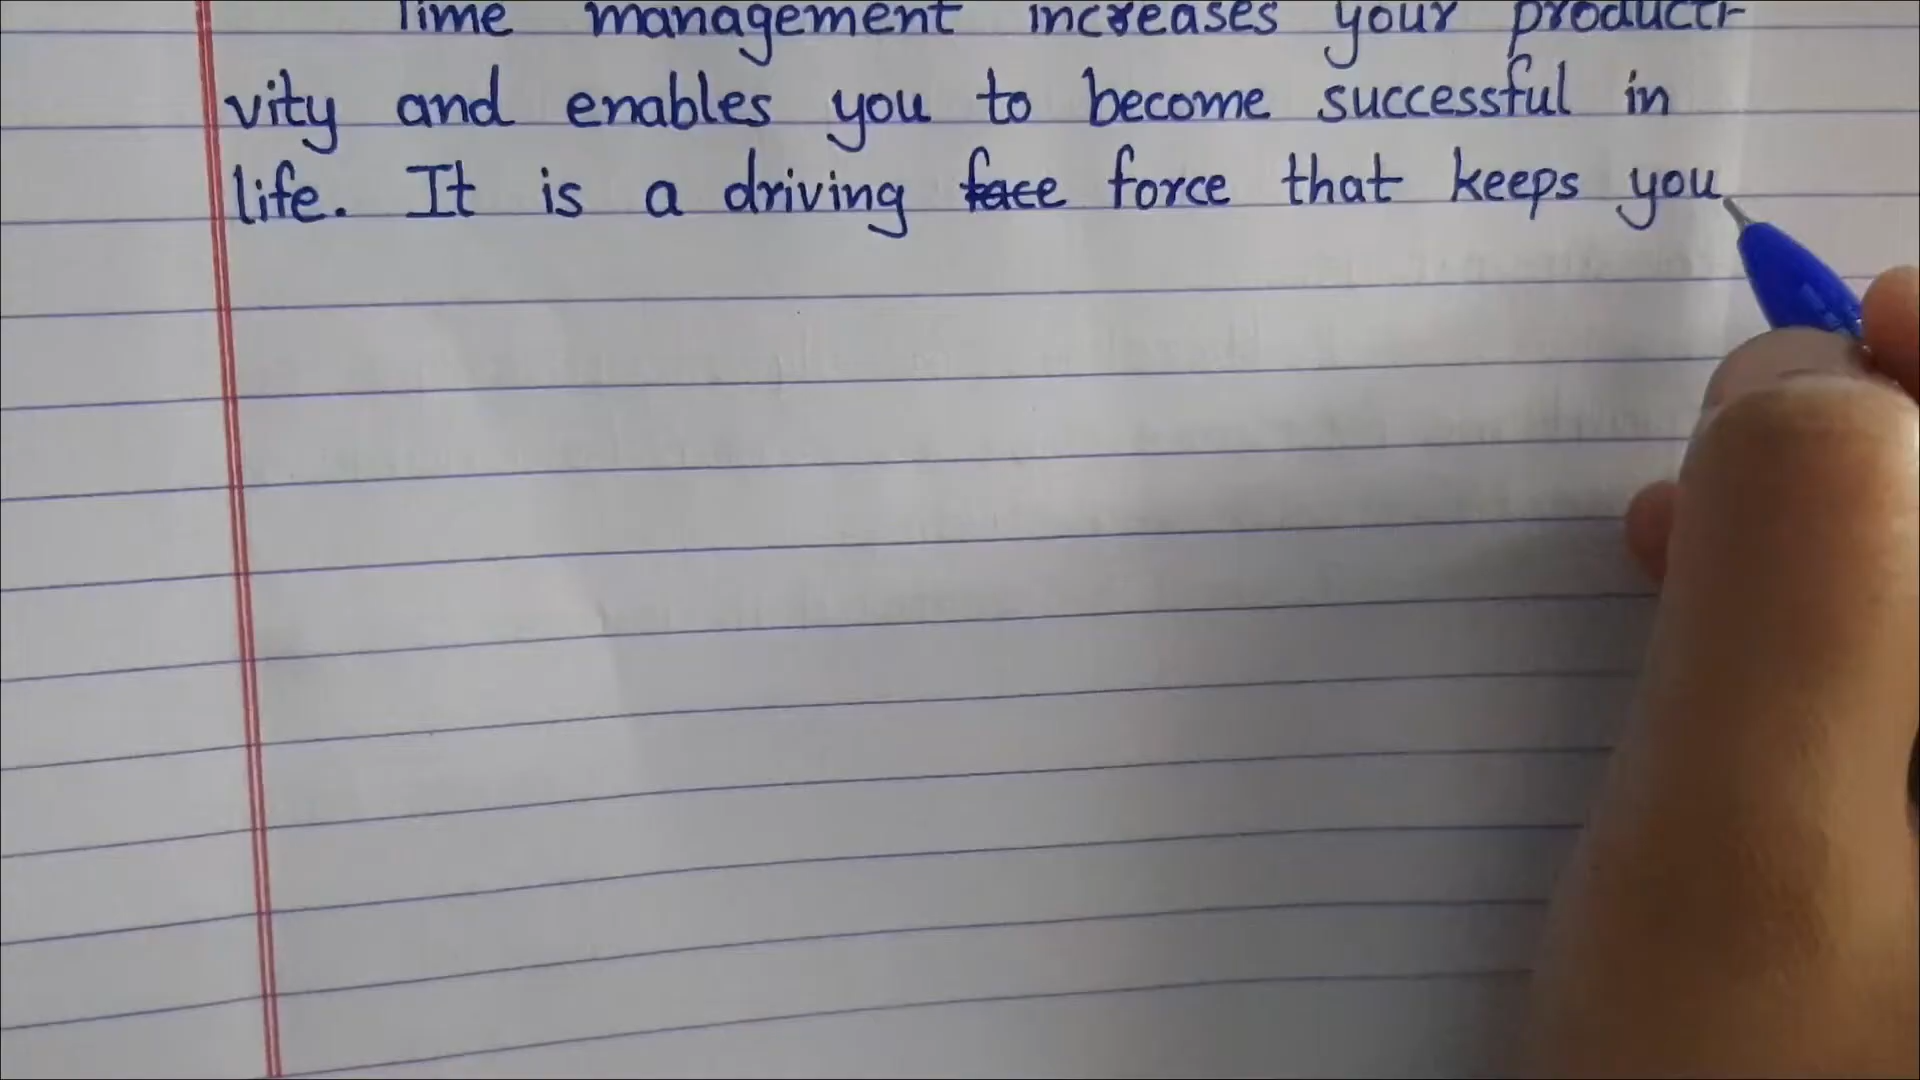 Time management increases your producti-
vity and enables you to become successful in
life. It is a driving face force that keeps you